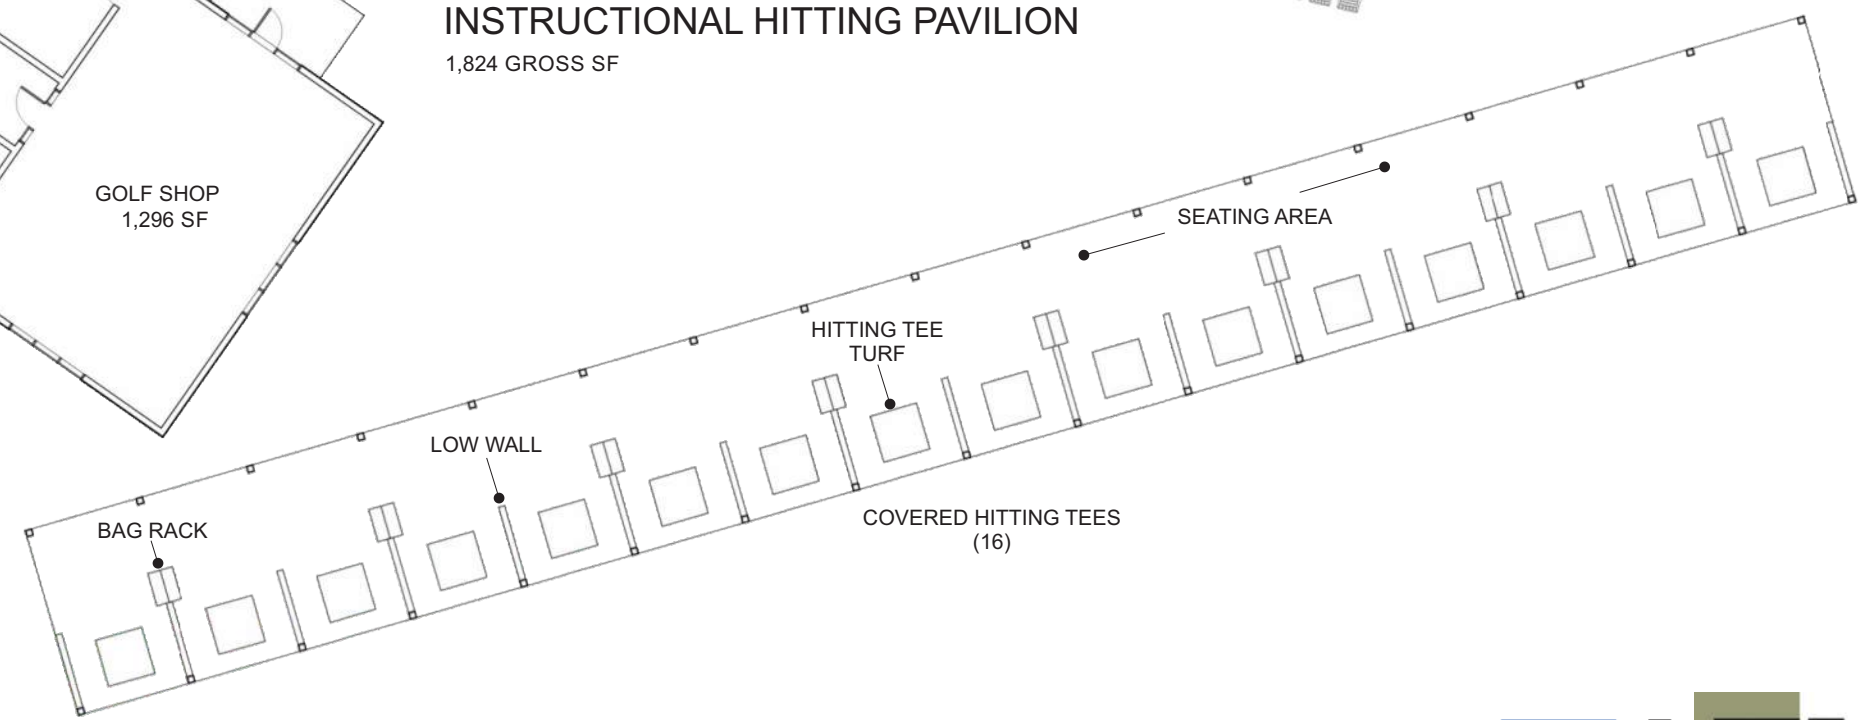 INSTRUCTIONAL HITTING PAVILION
1,824 GROSS SF
GOLF SHOP
1,296 SF
SEATING AREA
HITTING TEE
TURF
LOW WALL
BAG RACK
COVERED HITTING TEES
(16)